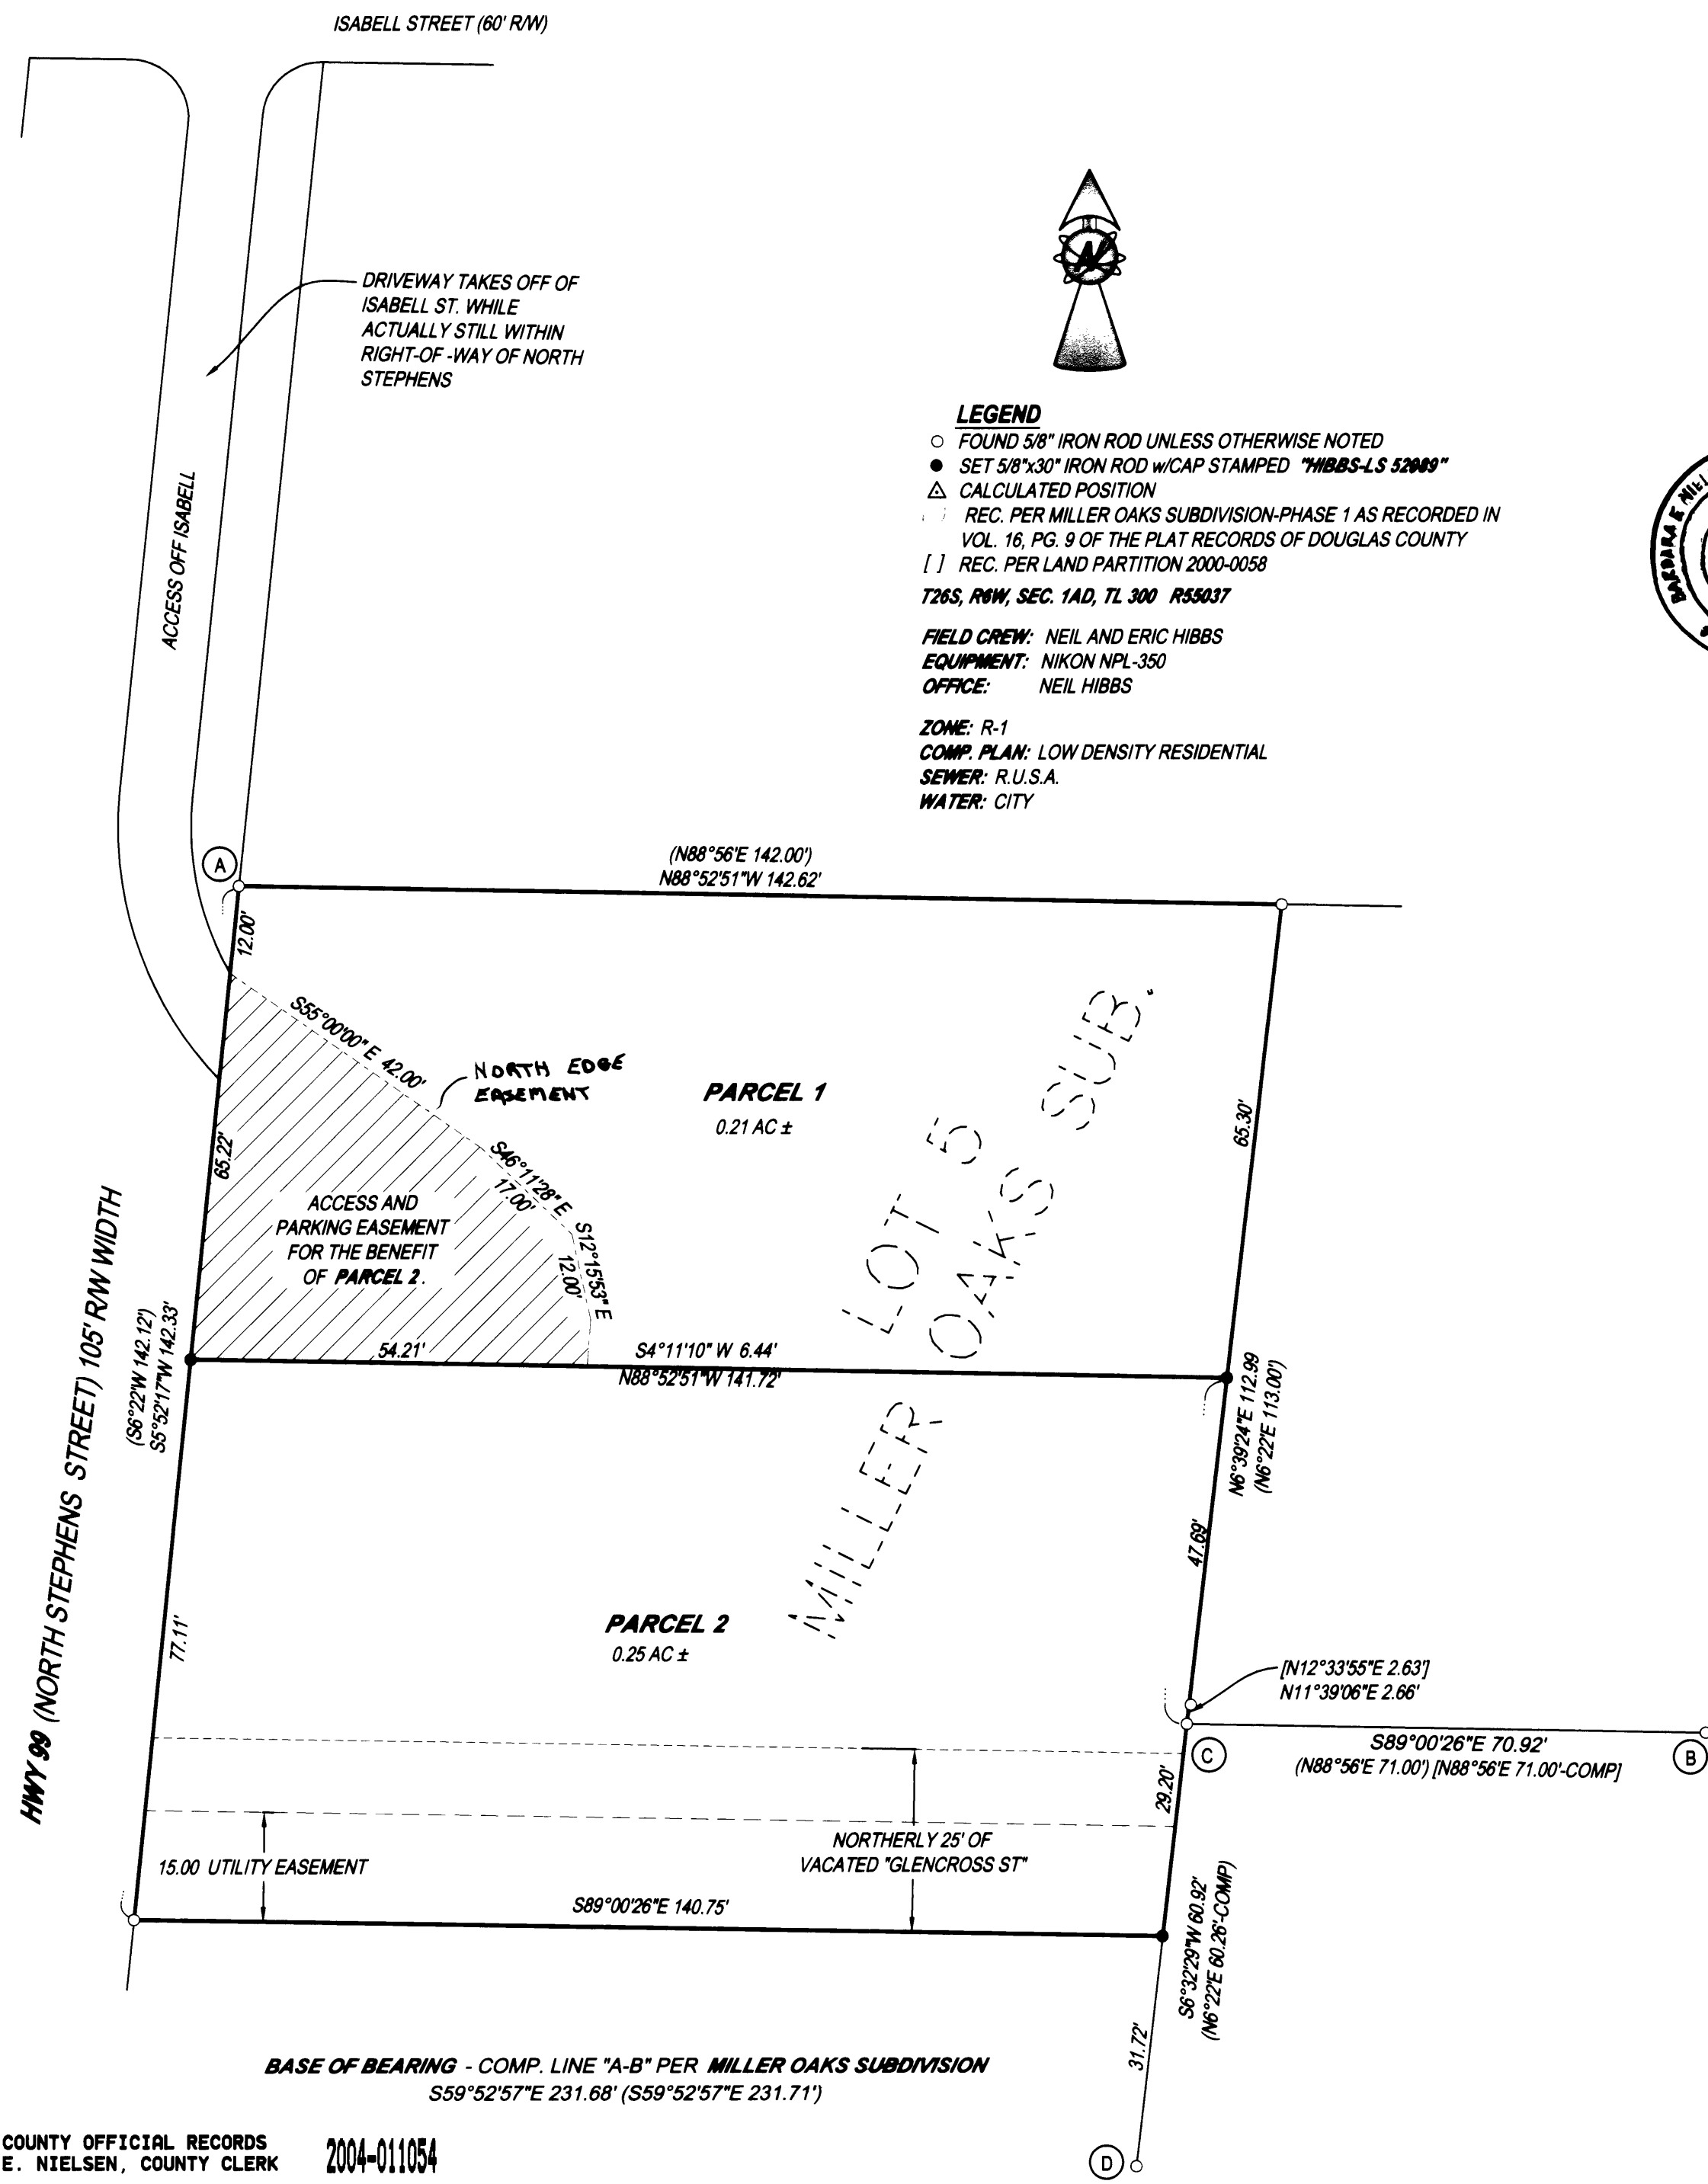 ISABELL STREET (60' R/W)
DRIVEWAY TAKES OFF OF
ISABELL ST. WHILE
ACTUALLY STILL WITHIN
RIGHT-OF -WAY OF NORTH
STEPHENS
ACCESS OFF ISABELL
N
LEGEND
FOUND 5/8" IRON ROD UNLESS OTHERWISE NOTED
SET 5/8"x30" IRON ROD w/CAP STAMPED "HIBBS-LS
CALCULATED POSITION
REC. PER MILLER OAKS SUBDIVISION-PHASE 1 AS RECORDED IN
VOL. 16, PG. 9 OF THE PLAT RECORDS OF DOUGLAS COUNTY
[ ] REC. PER LAND PARTITION 2000-0058
T26S, R6W, SEC. 1AD, TL 300 R55037
FIELD CREW: NEIL AND ERIC HIBBS
EQUIPMENT: NIKON NPL-350
OFFICE: NEIL HIBBS
ZONE: R-1
COMP. PLAN: LOW DENSITY RESIDENTIAL
SEWER: R.U.S.A.
WATER: CITY
BARBARA E
A
(N88°56'E 142.00')
N88°52'51"W 142.62'
12.00'
S55°00'00" E 42.00'
NORTH EDGE
EASEMENT
PARCEL 1
0.21 AC ±
65.30'
65.22'
S46°11'28" E
17.00'
S12°15'53" E
12.00'
ACCESS AND
PARKING EASEMENT
FOR THE BENEFIT
OF PARCEL 2.
LOT 5
MILLER OAKS SUB.
54.21'
S4°11'10" W 6.44'
N88°52'51"W 141.72'
HWY 99 (NORTH STEPHENS STREET) 105' R/W WIDTH
(S6°22'W 142.12')
S5°52'17"W 142.33'
N6°39'24"E 112.99
(N6°22'E 113.00')
47.69'
77.11'
PARCEL 2
0.25 AC ±
[N12°33'55"E 2.63']
N11°39'06"E 2.66'
C
S89°00'26"E 70.92'
(N88°56'E 71.00') [N88°56'E 71.00'-COMP]
B
29.20'
15.00 UTILITY EASEMENT
NORTHERLY 25' OF
VACATED "GLENCROSS ST"
S89°00'26"E 140.75'
S6°32'29"W 60.92'
(N6°22'E 60.26'-COMP)
31.72'
BASE OF BEARING - COMP. LINE "A-B" PER MILLER OAKS SUBDIVISION
S59°52'57"E 231.68' (S59°52'57"E 231.71')
COUNTY OFFICIAL RECORDS
E. NIELSEN, COUNTY CLERK
2004-011054
D